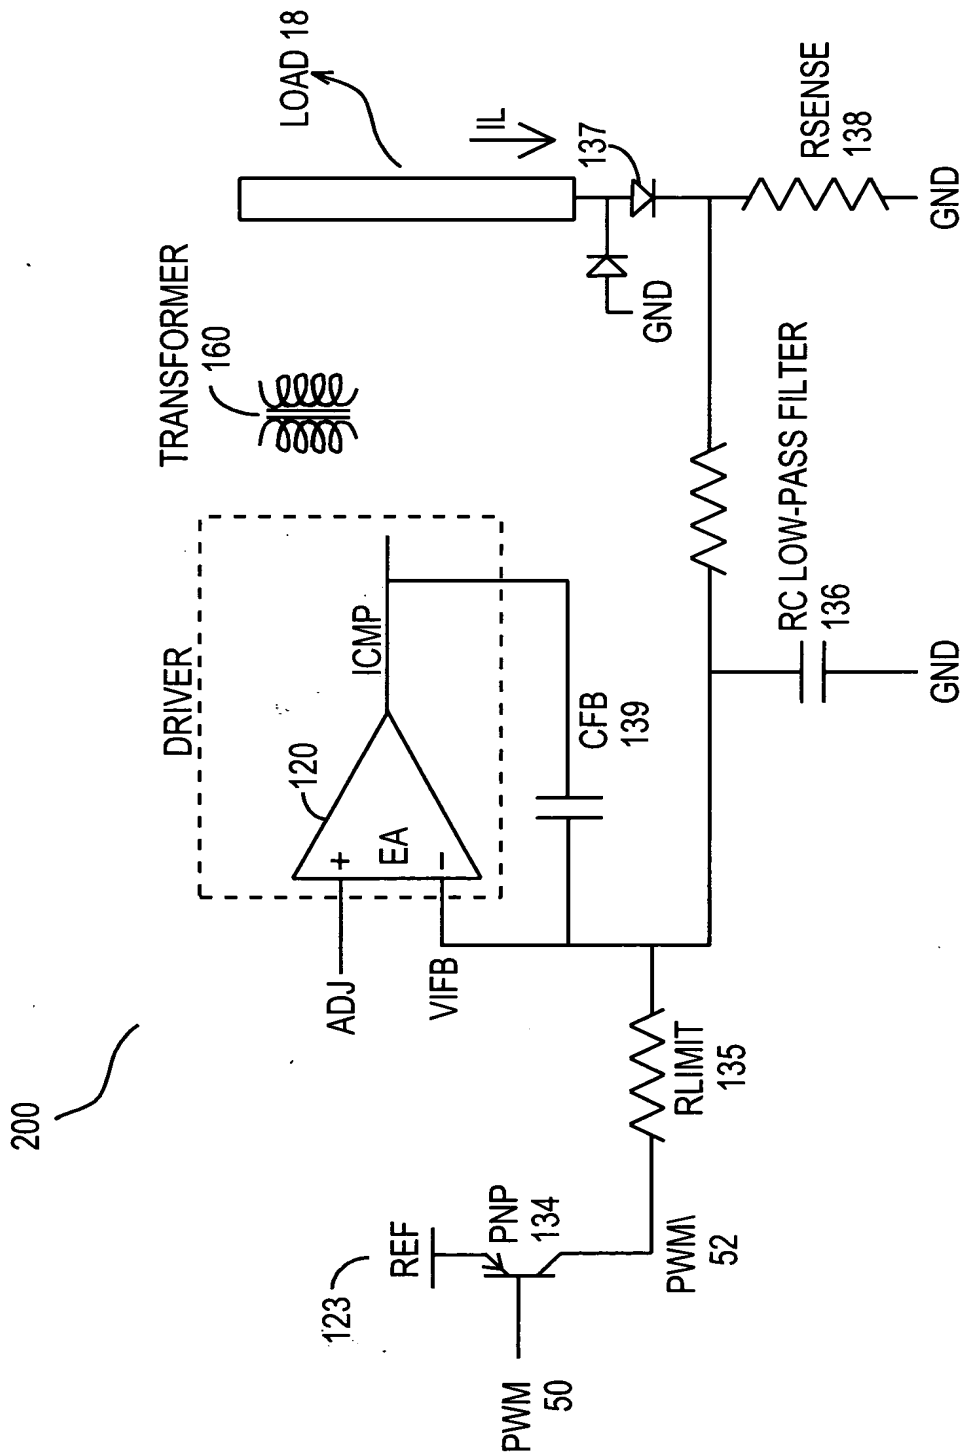 200
123
REF
PWM
50
PNP
134
PWM\
52
RLIMIT
135
ADJ
VIFB
DRIVER
120
+
EA
−
ICMP
CFB
139
TRANSFORMER
160
LOAD 18
IL
137
GND
RC LOW-PASS FILTER
136
GND
RSENSE
138
GND